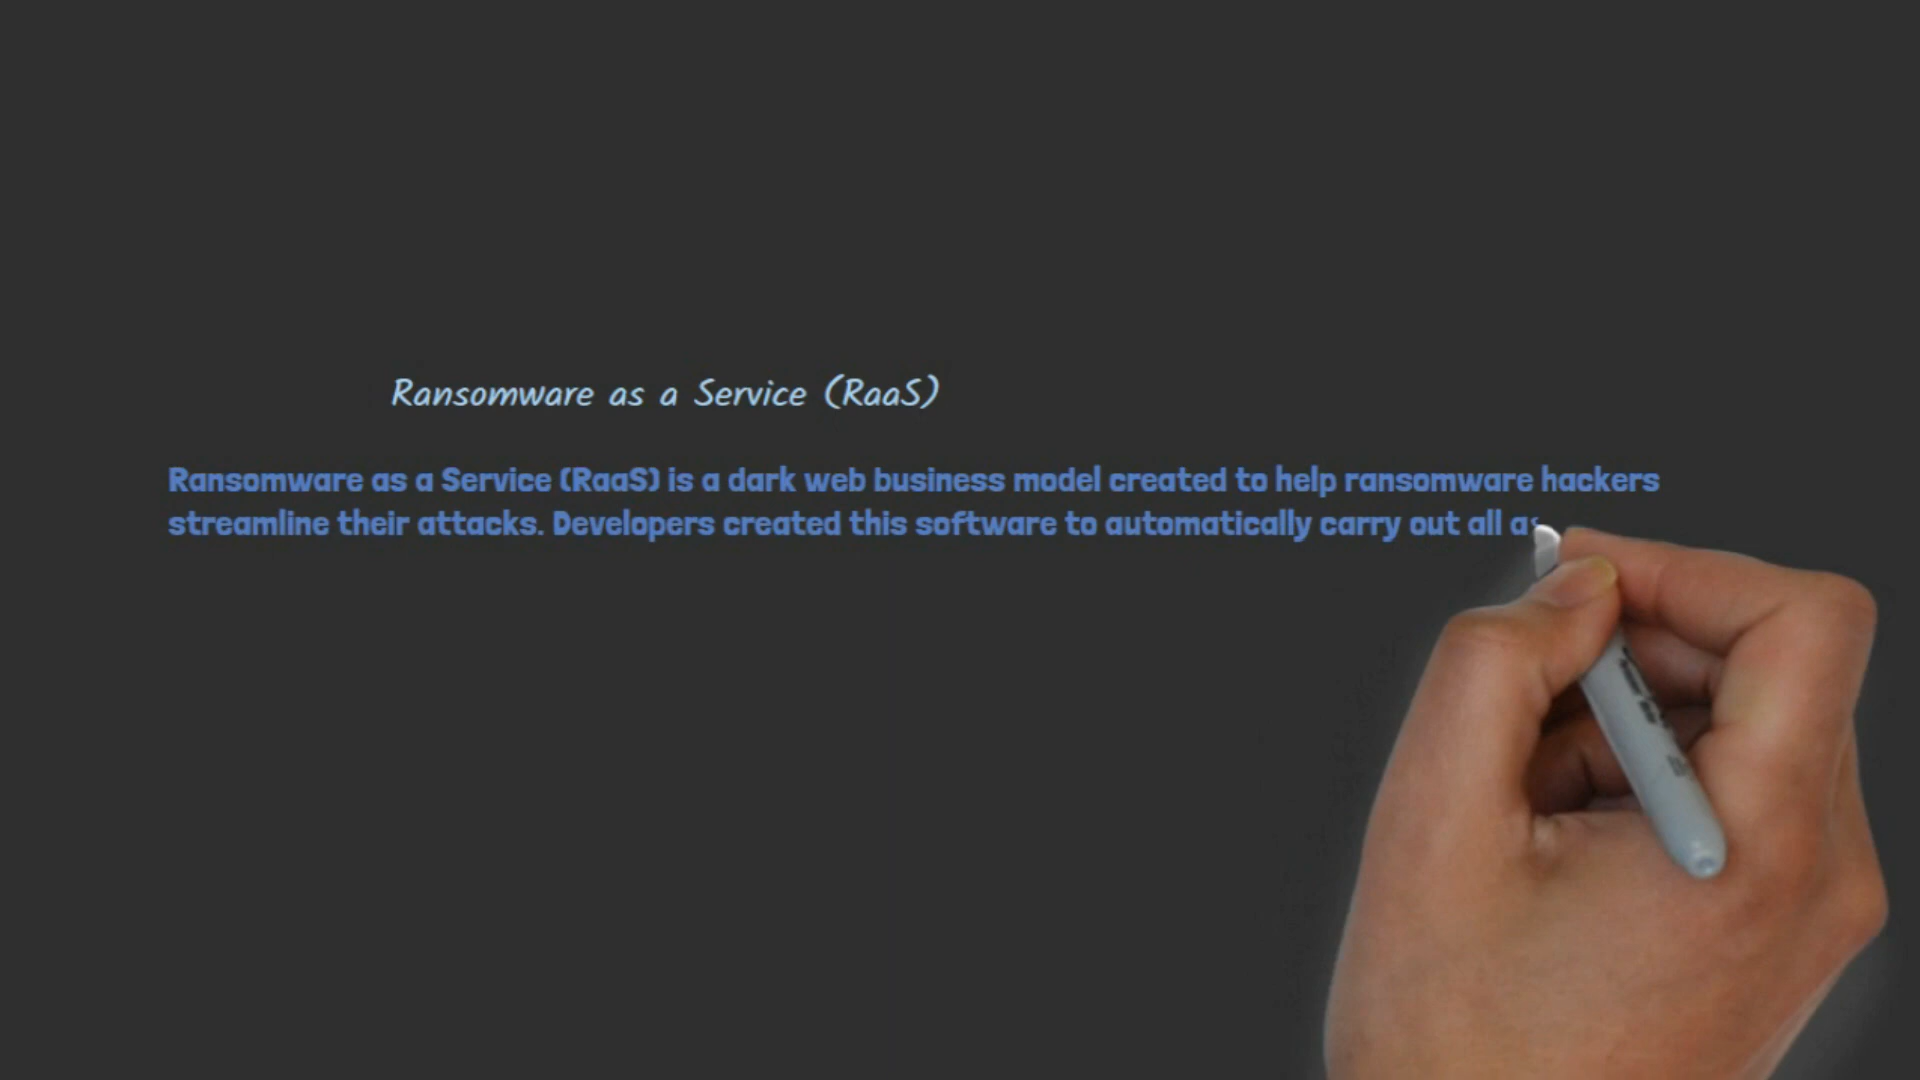 Ransomware as a Service (RaaS)
Ransomware as a Service (RaaS) is a dark web business model created to help ransomware hackers
streamline their attacks. Developers created this software to automatically carry out all